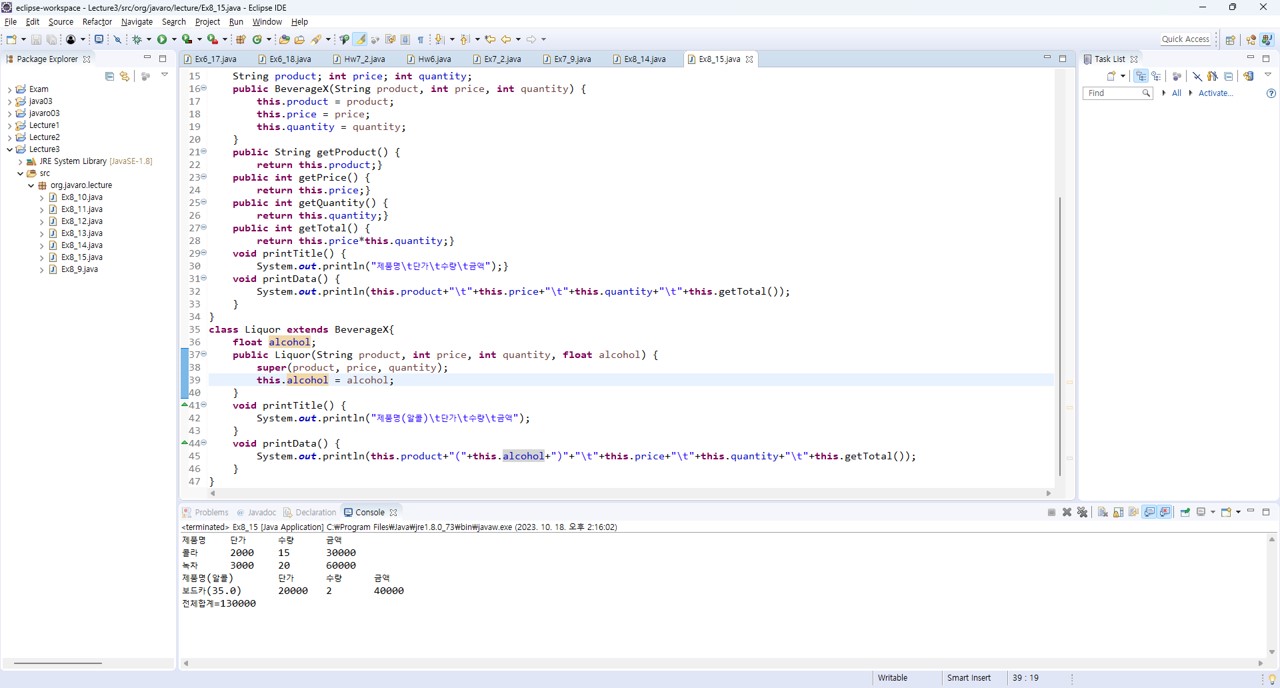 eclipse-workspace - Lecture3/src/org/javaro/lecture/Ex8_15.java - Eclipse IDE
File Edit Source Refactor Navigate Search Project Run Window Help
Quick Access
Package Explorer
Exam
java03
javaro03
Lecture1
Lecture2
Lecture3
JRE System Library [JavaSE-1.8]
src
org.javaro.lecture
Ex8_10.java
Ex8_11.java
Ex8_12.java
Ex8_13.java
Ex8_14.java
Ex8_15.java
Ex8_9.java
Ex6_17.java Ex6_18.java Hw7_2.java Hw6.java Ex7_2.java Ex7_9.java Ex8_14.java Ex8_15.java
15 String product; int price; int quantity;
16 public BeverageX(String product, int price, int quantity) {
17 this.product = product;
18 this.price = price;
19 this.quantity = quantity;
20 }
21 public String getProduct() {
22 return this.product;}
23 public int getPrice() {
24 return this.price;}
25 public int getQuantity() {
26 return this.quantity;}
27 public int getTotal() {
28 return this.price*this.quantity;}
29 void printTitle() {
30 System.out.println("제품명\t단가\t수량\t금액");}
31 void printData() {
32 System.out.println(this.product+"\t"+this.price+"\t"+this.quantity+"\t"+this.getTotal());
33 }
34 }
35 class Liquor extends BeverageX{
36 float alcohol;
37 public Liquor(String product, int price, int quantity, float alcohol) {
38 super(product, price, quantity);
39 this.alcohol = alcohol;
40 }
41 void printTitle() {
42 System.out.println("제품명(알콜)\t단가\t수량\t금액");
43 }
44 void printData() {
45 System.out.println(this.product+"("+this.alcohol+")"+"\t"+this.price+"\t"+this.quantity+"\t"+this.getTotal());
46 }
47 }
Task List
Find All Activate...
Problems Javadoc Declaration Console
<terminated> Ex8_15 [Java Application] C:₩Program Files₩Java₩jre1.8.0_73₩bin₩javaw.exe (2023. 10. 18. 오후 2:16:02)
제품명 단가 수량 금액
콜라 2000 15 30000
녹차 3000 20 60000
제품명(알콜) 단가 수량 금액
보드카(35.0) 20000 2 40000
전체합계=130000
Writable Smart Insert 39 : 19